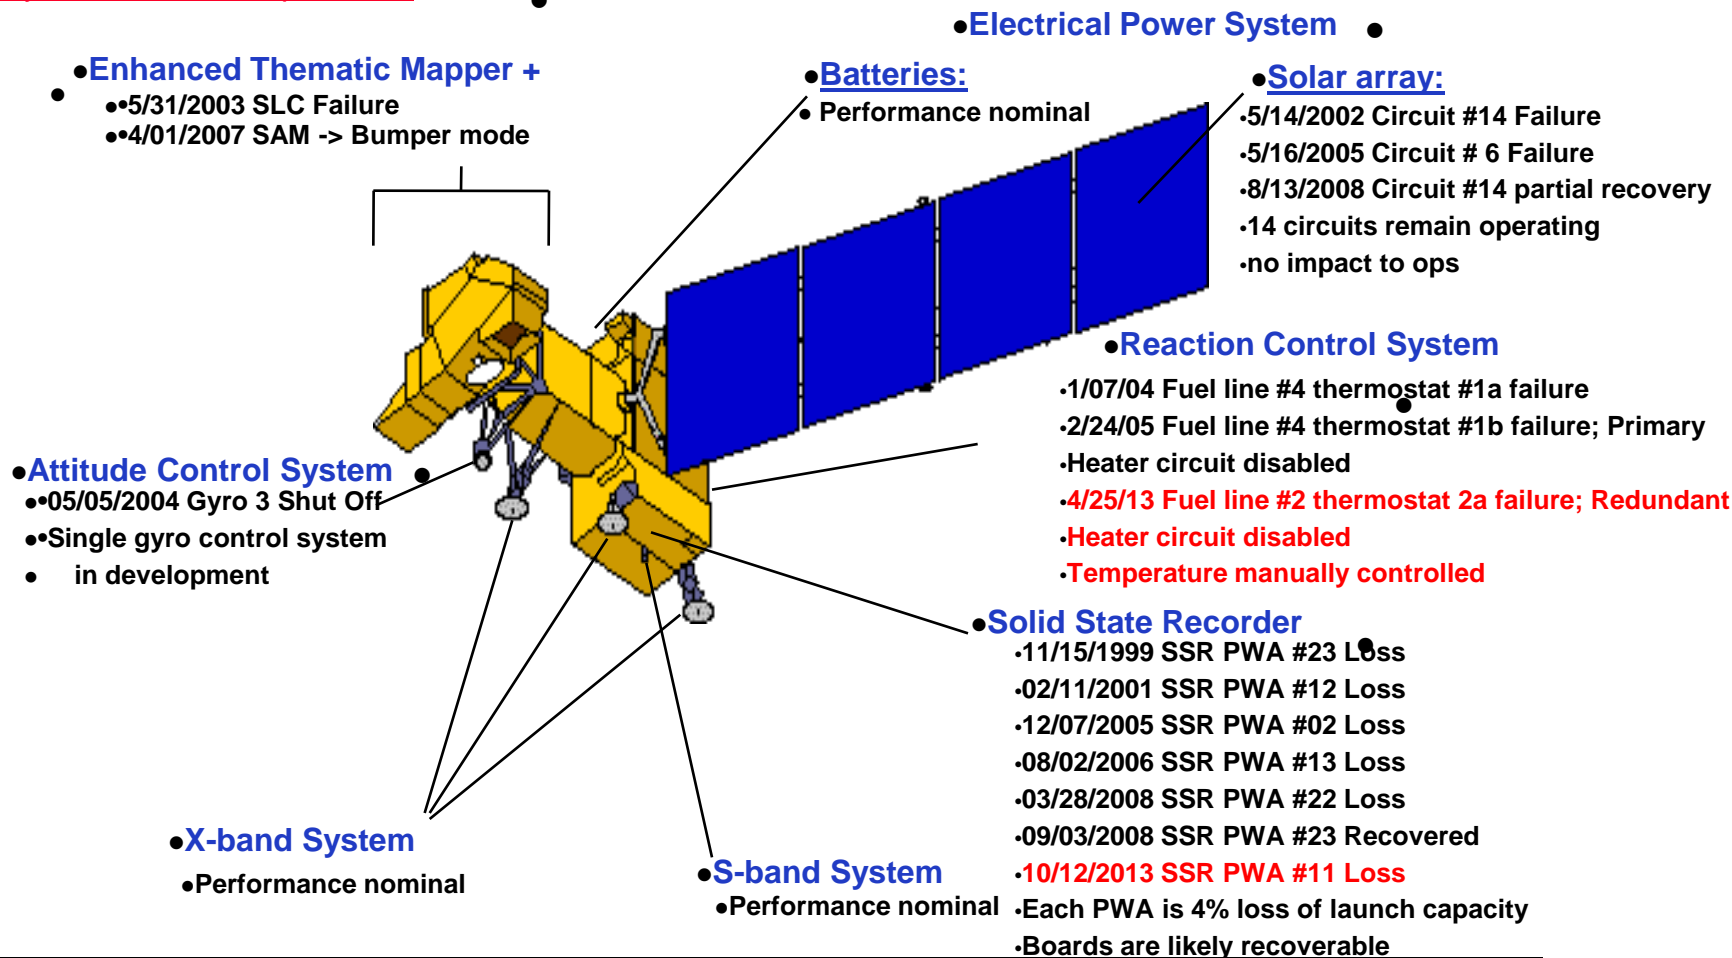 •Electrical Power System
•Enhanced Thematic Mapper +
••5/31/2003 SLC Failure
••4/01/2007 SAM -> Bumper mode
•Batteries:
• Performance nominal
•Solar array:
•5/14/2002 Circuit #14 Failure
•5/16/2005 Circuit # 6 Failure
•8/13/2008 Circuit #14 partial recovery
•14 circuits remain operating
•no impact to ops
•Reaction Control System
•1/07/04 Fuel line #4 thermostat #1a failure
•2/24/05 Fuel line #4 thermostat #1b failure; Primary
•Heater circuit disabled
•4/25/13 Fuel line #2 thermostat 2a failure; Redundant
•Heater circuit disabled
•Temperature manually controlled
•Attitude Control System
••05/05/2004 Gyro 3 Shut Off
••Single gyro control system
• in development
•Solid State Recorder
•11/15/1999 SSR PWA #23 Loss
•02/11/2001 SSR PWA #12 Loss
•12/07/2005 SSR PWA #02 Loss
•08/02/2006 SSR PWA #13 Loss
•03/28/2008 SSR PWA #22 Loss
•09/03/2008 SSR PWA #23 Recovered
•10/12/2013 SSR PWA #11 Loss
•Each PWA is 4% loss of launch capacity
•Boards are likely recoverable
•X-band System
•Performance nominal
•S-band System
•Performance nominal